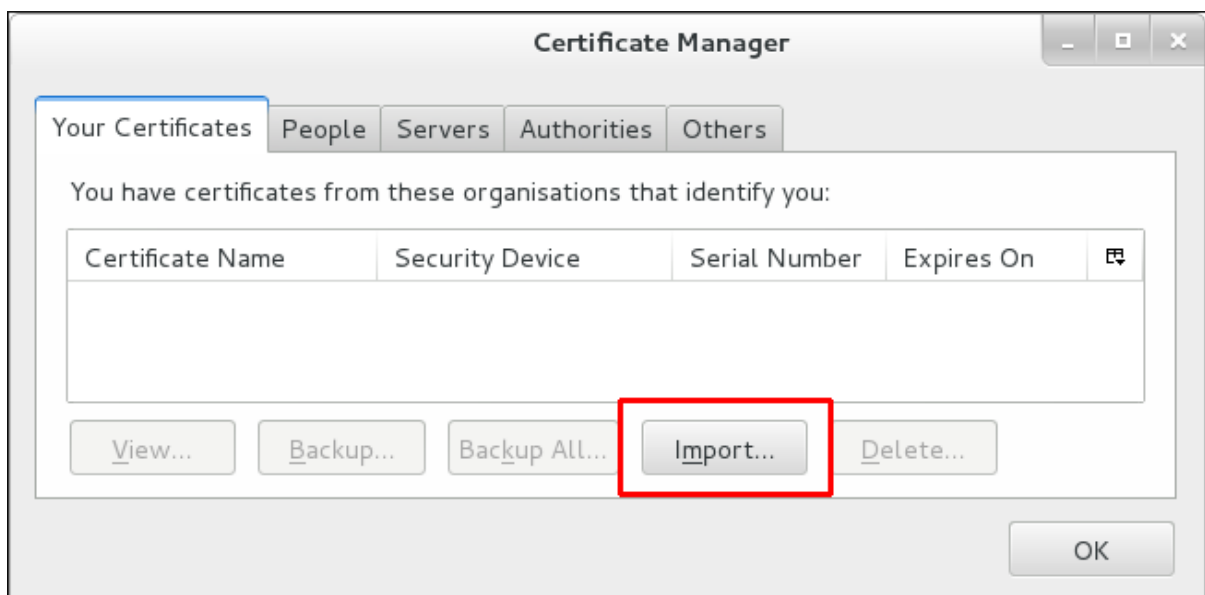 Certificate Manager
Your Certificates People Servers Authorities Others
You have certificates from these organisations that identify you:
Certificate Name Security Device Serial Number Expires On
View... Backup... Backup All... Import... Delete...
OK